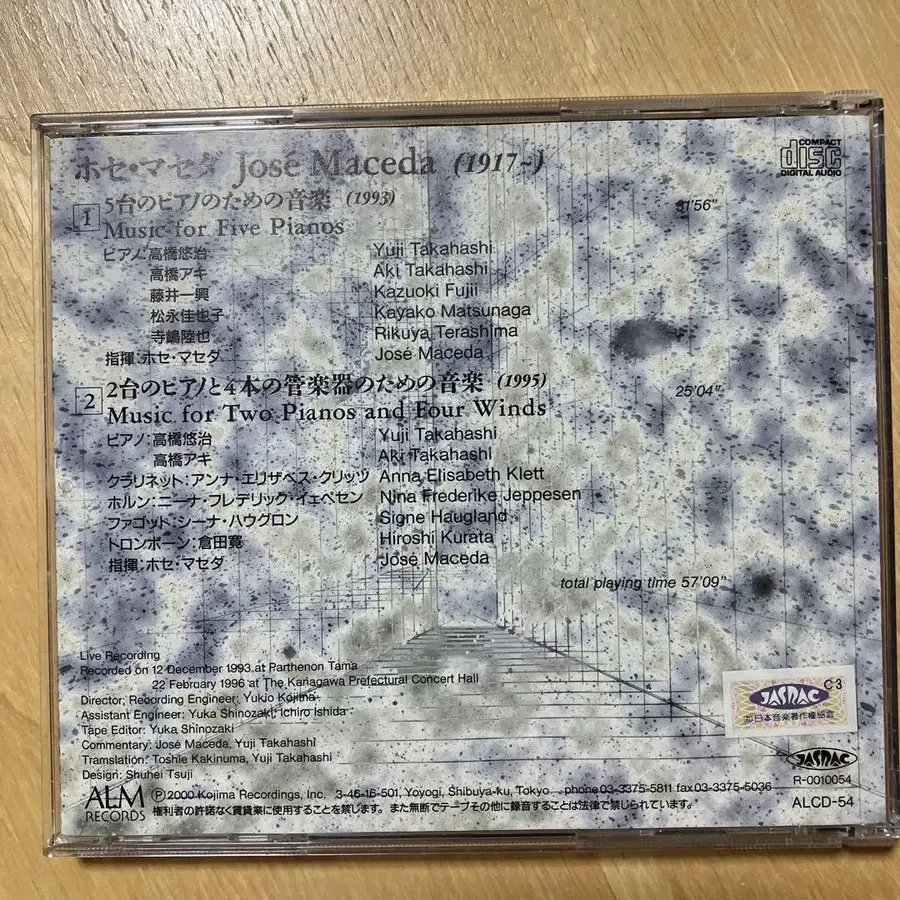 ホセ・マセダ José Maceda (1917~)
COMPACT disc DIGITAL AUDIO
1 5台のピアノのための音楽 (1993) 31'56"
Music for Five Pianos
ピアノ:高橋悠治 Yuji Takahashi
高橋アキ Aki Takahashi
藤井一興 Kazuoki Fujii
松永佳也子 Kayako Matsunaga
寺嶋陸也 Rikuya Terashima
指揮:ホセ・マセダ José Maceda
2 2台のピアノと4本の管楽器のための音楽 (1995) 25'04"
Music for Two Pianos and Four Winds
ピアノ:高橋悠治 Yuji Takahashi
高橋アキ Aki Takahashi
クラリネット:アンナ・エリザベス・クリッツ Anna Elisabeth Klett
ホルン:ニーナ・フレデリック・イェペセン Nina Frederike Jeppesen
ファゴット:シーナ・ハウグロン Signe Haugland
トロンボーン:倉田寛 Hiroshi Kurata
指揮:ホセ・マセダ José Maceda
total playing time 57'09"
Live Recording
Recorded on 12 December 1993 at Parthenon Tama
22 February 1996 at The Kanagawa Prefectural Concert Hall
Director; Recording Engineer: Yukio Kojima
Assistant Engineer: Yuka Shinozaki, Ichiro Ishida
Tape Editor: Yuka Shinozaki
Commentary: José Maceda, Yuji Takahashi
Translation: Toshie Kakinuma, Yuji Takahashi
Design: Shuhei Tsuji
C3
JASRAC
日本音楽著作権協会
JASRAC
R-0010054
ALCD-54
ALM RECORDS
Ⓟ2000 Kojima Recordings, Inc. 3-46-16-501, Yoyogi, Shibuya-ku, Tokyo phone 03-3375-5811 fax 03-3375-5036
権利者の許諾なく賃貸業に使用することを禁じます。また無断でテープその他に録音することは法律で禁じられています。